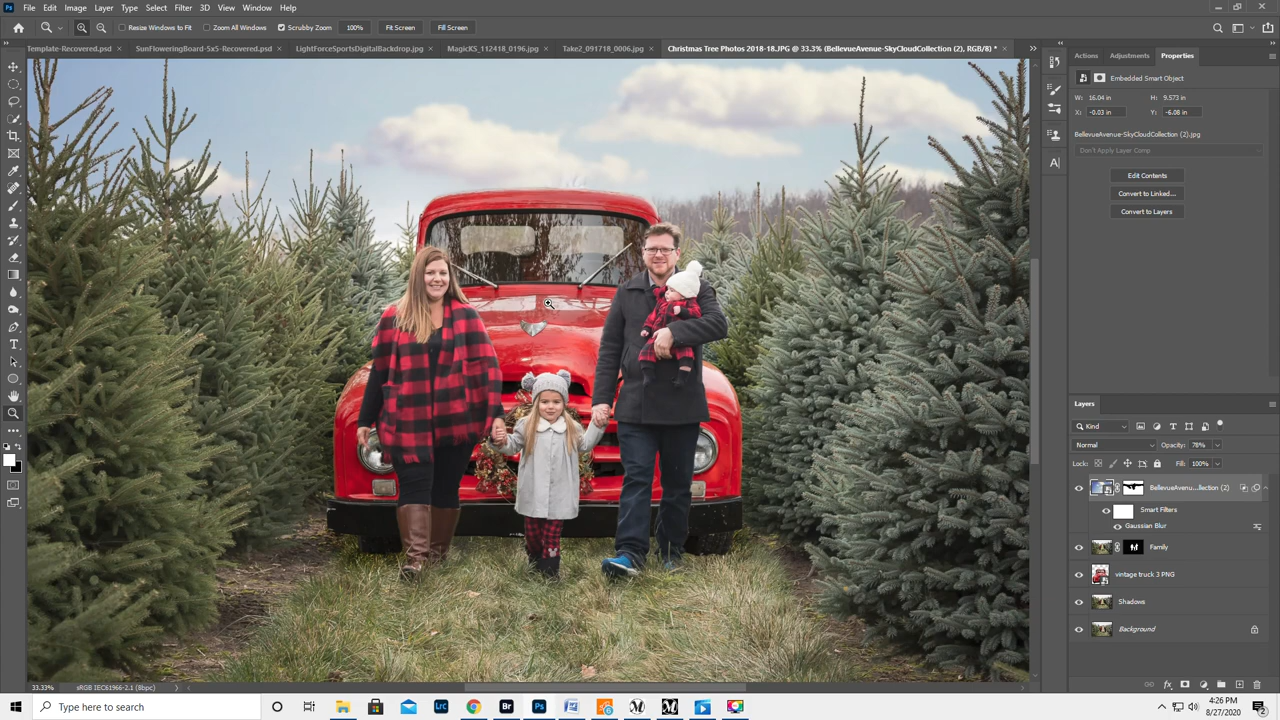 File Edit Image Layer Type Select Filter 3D View Window Help
Resize Windows to Fit Zoom All Windows Scrubby Zoom 100% Fit Screen Fill Screen
Template-Recovered.psd × SunFloweringBoard-5x5-Recovered.psd × LightForceSportsDigitalBackdrop.jpg × MagicKS_112418_0196.jpg × Take2_091718_0006.jpg × Christmas Tree Photos 2018-18.JPG @ 33.3% (BellevueAvenue-SkyCloudCollection (2), RGB/8) * ×
Actions Adjustments Properties
Embedded Smart Object
W: 16.04 in H: 9.573 in
X: -0.03 in Y: -6.08 in
BellevueAvenue-SkyCloudCollection (2).jpg
Don't Apply Layer Comp
Edit Contents
Convert to Linked...
Convert to Layers
Layers
Kind
Normal Opacity: 78%
Lock: Fill: 100%
BellevueAvenu...llection (2)
Smart Filters
Gaussian Blur
Family
vintage truck 3 PNG
Shadows
Background
33.33% sRGB IEC61966-2.1 (8bpc)
Type here to search
4:26 PM
8/27/2020